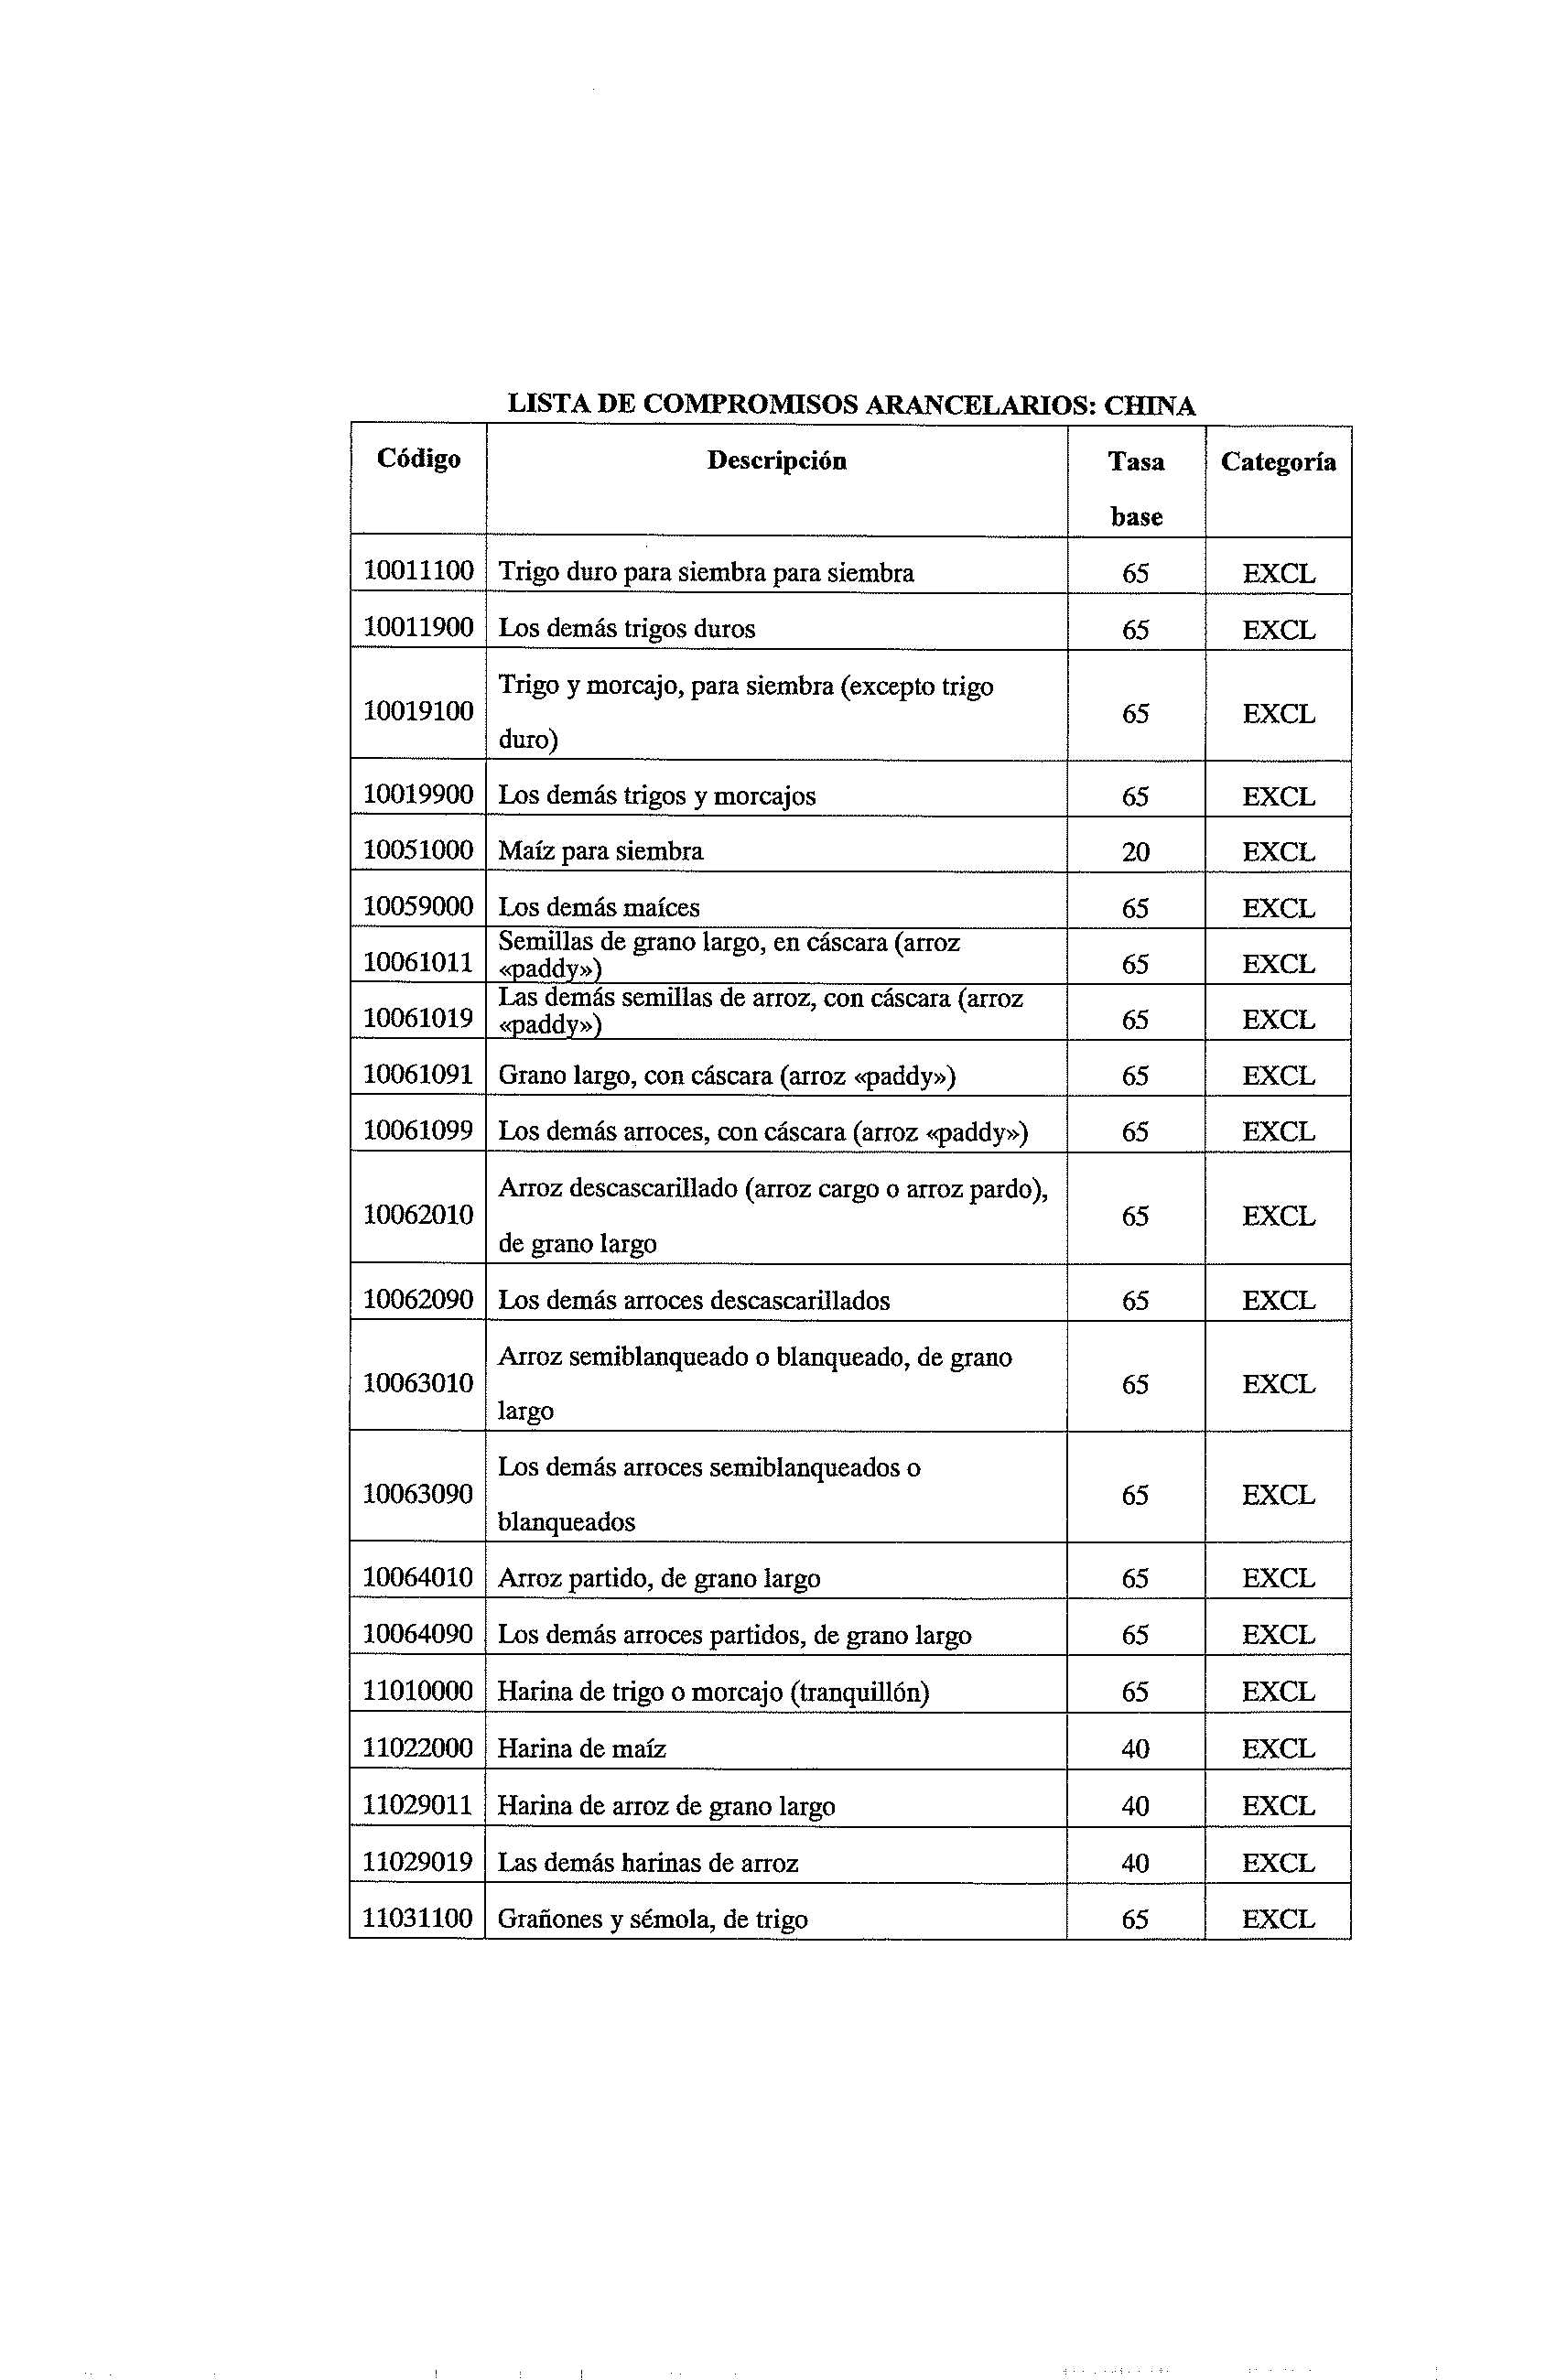 LISTA DE COMPROMISOS ARANCELARIOS: CHINA
Código Descripción Tasa base Categoría
10011100 Trigo duro para siembra para siembra 65 EXCL
10011900 Los demás trigos duros 65 EXCL
10019100 Trigo y morcajo, para siembra (excepto trigo
duro) 65 EXCL
10019900 Los demás trigos y morcajos 65 EXCL
10051000 Maíz para siembra 20 EXCL
10059000 Los demás maíces 65 EXCL
10061011 Semillas de grano largo, en cáscara (arroz
«paddy») 65 EXCL
10061019 Las demás semillas de arroz, con cáscara (arroz
«paddy») 65 EXCL
10061091 Grano largo, con cáscara (arroz «paddy») 65 EXCL
10061099 Los demás arroces, con cáscara (arroz «paddy») 65 EXCL
10062010 Arroz descascarillado (arroz cargo o arroz pardo),
de grano largo 65 EXCL
10062090 Los demás arroces descascarillados 65 EXCL
10063010 Arroz semiblanqueado o blanqueado, de grano
largo 65 EXCL
10063090 Los demás arroces semiblanqueados o
blanqueados 65 EXCL
10064010 Arroz partido, de grano largo 65 EXCL
10064090 Los demás arroces partidos, de grano largo 65 EXCL
11010000 Harina de trigo o morcajo (tranquillón) 65 EXCL
11022000 Harina de maíz 40 EXCL
11029011 Harina de arroz de grano largo 40 EXCL
11029019 Las demás harinas de arroz 40 EXCL
11031100 Grañones y sémola, de trigo 65 EXCL